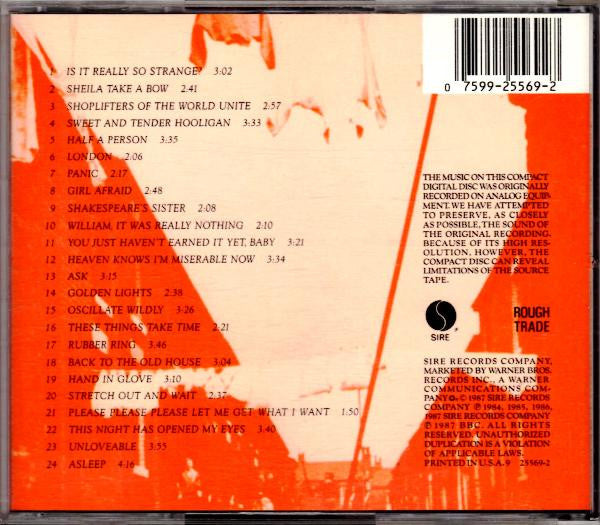 1 IS IT REALLY SO STRANGE? 3:02
2 SHEILA TAKE A BOW 2.41
3 SHOPLIFTERS OF THE WORLD UNITE 2:57
4 SWEET AND TENDER HOOLIGAN 3:33
5 HALF A PERSON 3:35
6 LONDON 2:06
7 PANIC 2:17
8 GIRL AFRAID 2:48
9 SHAKESPEARE'S SISTER 2:08
10 WILLIAM, IT WAS REALLY NOTHING 2:10
11 YOU JUST HAVEN'T EARNED IT YET, BABY 3:21
12 HEAVEN KNOWS I'M MISERABLE NOW 3:34
13 ASK 3:15
14 GOLDEN LIGHTS 2:38
15 OSCILLATE WILDLY 3:26
16 THESE THINGS TAKE TIME 2:21
17 RUBBER RING 3.46
18 BACK TO THE OLD HOUSE 3:04
19 HAND IN GLOVE 3:10
20 STRETCH OUT AND WAIT 2.37
21 PLEASE PLEASE PLEASE LET ME GET WHAT I WANT 1:50
22 THIS NIGHT HAS OPENED MY EYES 3.40
23 UNLOVEABLE 3:55
24 ASLEEP 4:16
0 7599-25569-2
THE MUSIC ON THIS COMPACT
DIGITAL DISC WAS ORIGINALLY
RECORDED ON ANALOG EQUIP-
MENT. WE HAVE ATTEMPTED
TO PRESERVE, AS CLOSELY
AS POSSIBLE, THE SOUND OF
THE ORIGINAL RECORDING.
BECAUSE OF ITS HIGH RES-
OLUTION, HOWEVER, THE
COMPACT DISC CAN REVEAL
LIMITATIONS OF THE SOURCE
TAPE.
SIRE
ROUGH
TRADE
SIRE RECORDS COMPANY,
MARKETED BY WARNER BROS.
RECORDS INC., A WARNER
COMMUNICATIONS COM-
PANY. © 1987 SIRE RECORDS
COMPANY ℗ 1984, 1985, 1986,
1987 SIRE RECORDS COMPANY
℗ 1987 BBC. ALL RIGHTS
RESERVED. UNAUTHORIZED
DUPLICATION IS A VIOLATION
OF APPLICABLE LAWS.
PRINTED IN U.S.A. 9 25569-2